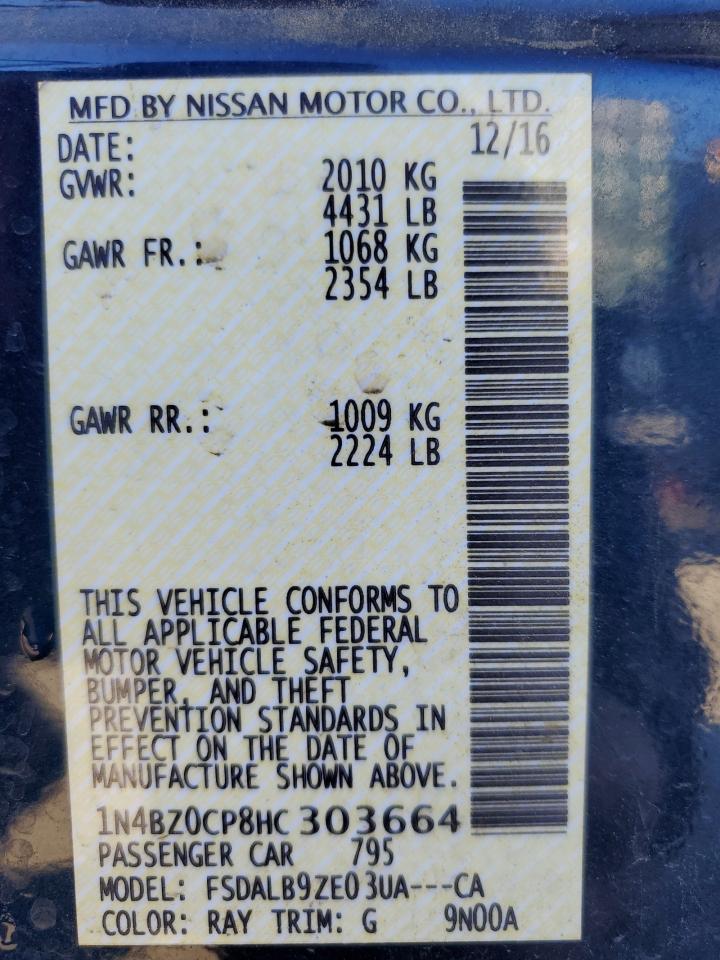 MFD BY NISSAN MOTOR CO., LTD.
DATE: 12/16
GVWR: 2010 KG
4431 LB
GAWR FR.: 1068 KG
2354 LB
GAWR RR.: 1009 KG
2224 LB
THIS VEHICLE CONFORMS TO
ALL APPLICABLE FEDERAL
MOTOR VEHICLE SAFETY,
BUMPER, AND THEFT
PREVENTION STANDARDS IN
EFFECT ON THE DATE OF
MANUFACTURE SHOWN ABOVE.
1N4BZ0CP8HC 303664
PASSENGER CAR 795
MODEL: FSDALB9ZE03UA---CA
COLOR: RAY TRIM: G 9N00A